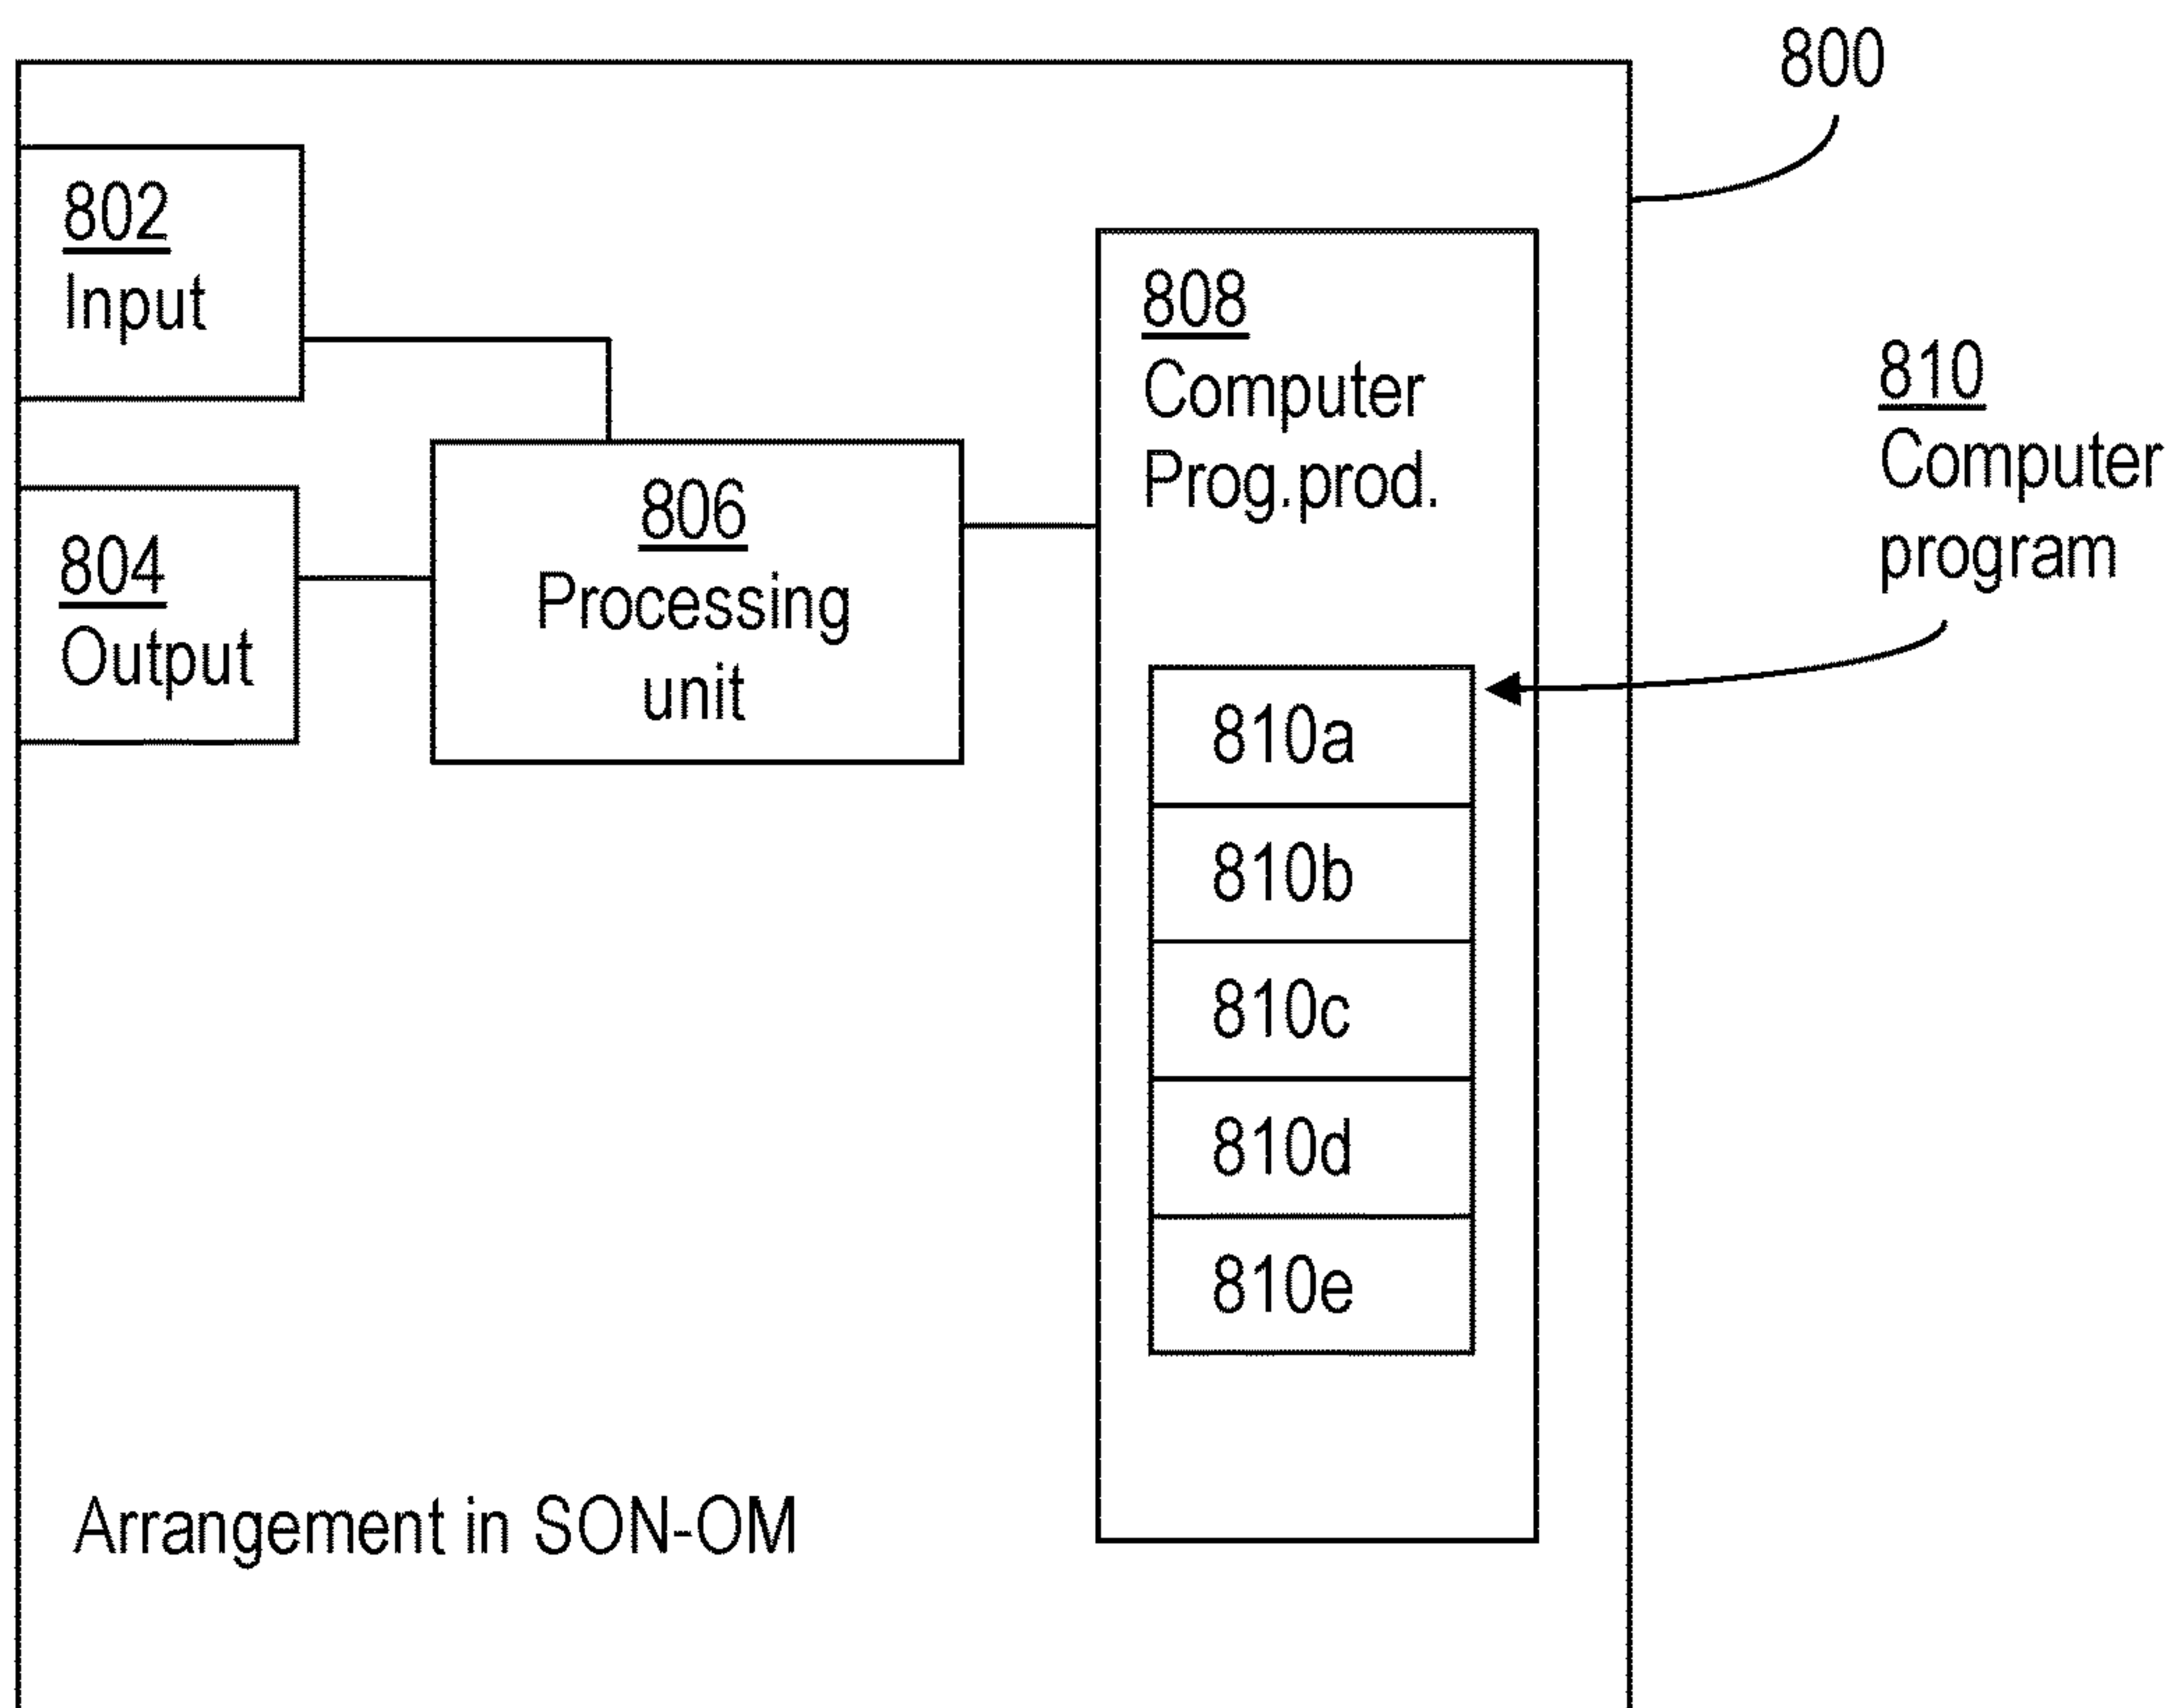 800
802
Input
808
Computer
Prog.prod.
810
Computer
program
806
Processing
unit
804
Output
810a
810b
810c
810d
810e
Arrangement in SON-OM